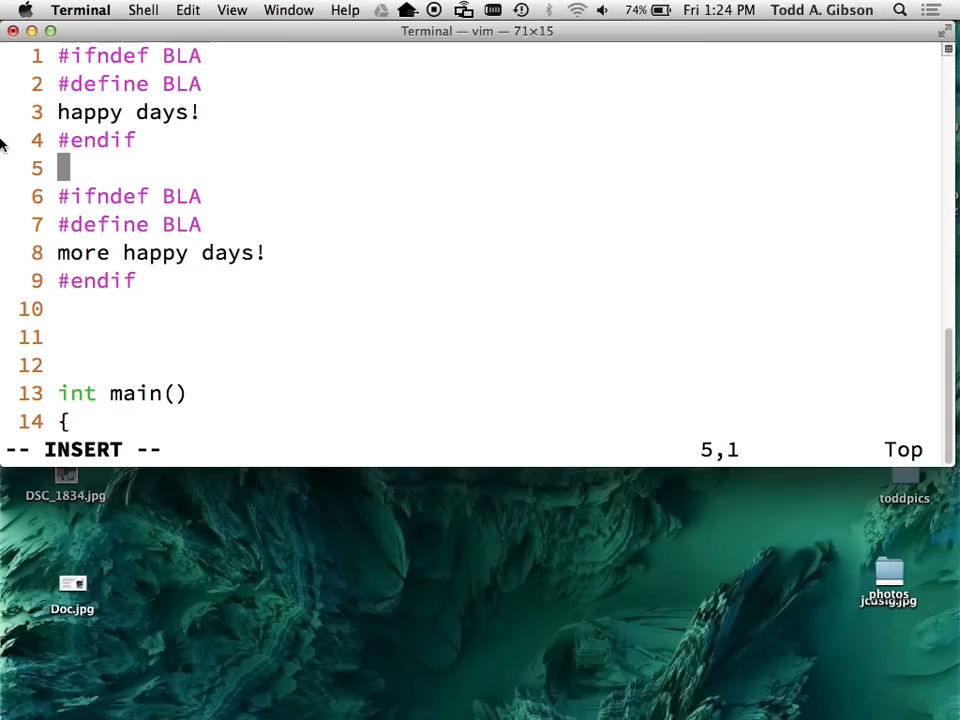 Terminal Shell Edit View Window Help 74% Fri 1:24 PM Todd A. Gibson
Terminal — vim — 71×15
1 #ifndef BLA
2 #define BLA
3 happy days!
4 #endif
5
6 #ifndef BLA
7 #define BLA
8 more happy days!
9 #endif
10
11
12
13 int main()
14 {
-- INSERT -- 5,1 Top
DSC_1834.jpg toddpics
Doc.jpg photos